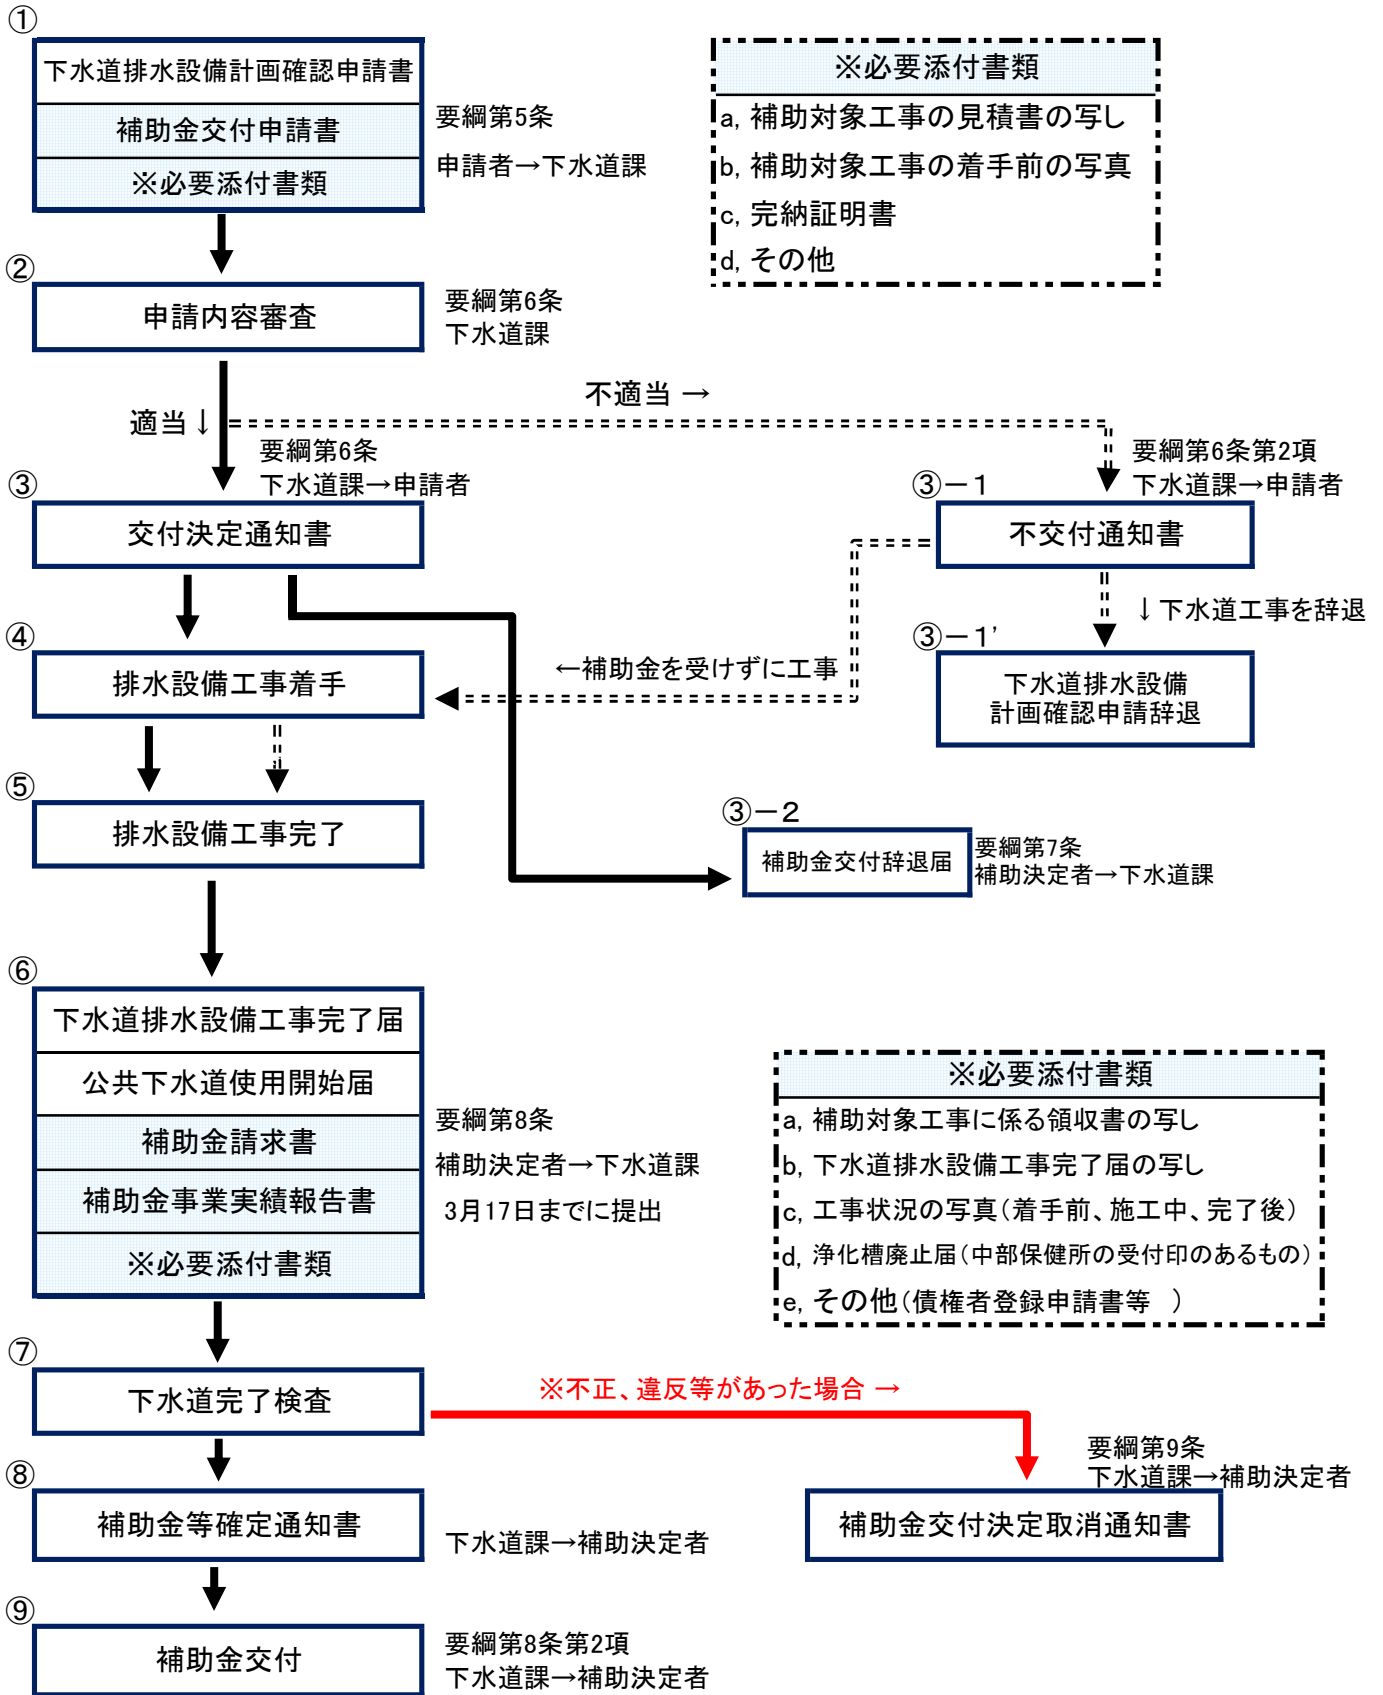 ①
下水道排水設備計画確認申請書
補助金交付申請書
※必要添付書類
要綱第5条
申請者→下水道課
※必要添付書類
a, 補助対象工事の見積書の写し
b, 補助対象工事の着手前の写真
c, 完納証明書
d, その他
②
申請内容審査
要綱第6条
下水道課
適当↓
不適当 →
要綱第6条
下水道課→申請者
③
交付決定通知書
要綱第6条第2項
下水道課→申請者
③－1
不交付通知書
↓下水道工事を辞退
③－1'
下水道排水設備
計画確認申請辞退
④
排水設備工事着手
←補助金を受けずに工事
⑤
排水設備工事完了
③－2
補助金交付辞退届
要綱第7条
補助決定者→下水道課
⑥
下水道排水設備工事完了届
公共下水道使用開始届
補助金請求書
補助金事業実績報告書
※必要添付書類
要綱第8条
補助決定者→下水道課
3月17日までに提出
※必要添付書類
a, 補助対象工事に係る領収書の写し
b, 下水道排水設備工事完了届の写し
c, 工事状況の写真（着手前、施工中、完了後）
d, 浄化槽廃止届（中部保健所の受付印のあるもの）
e, その他（債権者登録申請書等　）
⑦
下水道完了検査
※不正、違反等があった場合 →
要綱第9条
下水道課→補助決定者
補助金交付決定取消通知書
⑧
補助金等確定通知書
下水道課→補助決定者
⑨
補助金交付
要綱第8条第2項
下水道課→補助決定者